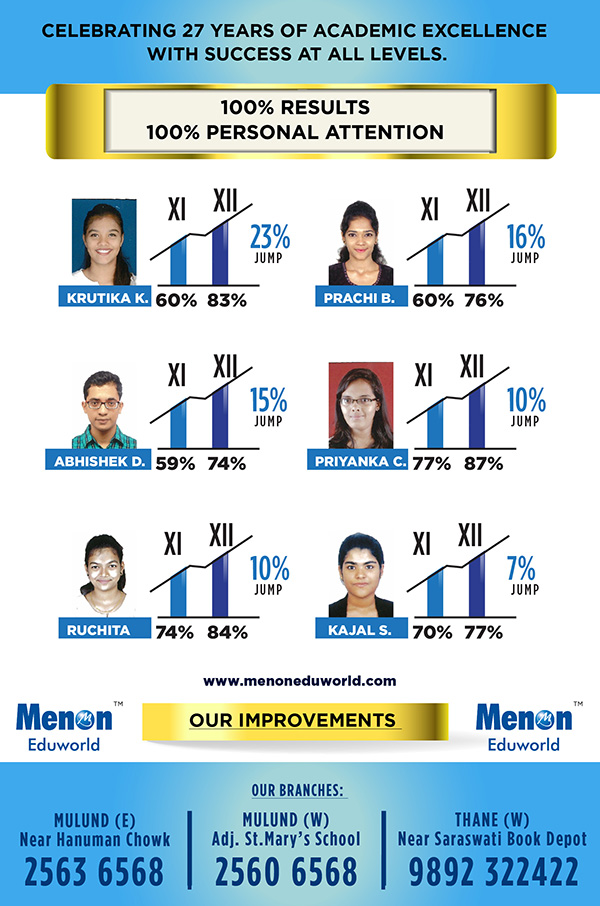 CELEBRATING 27 YEARS OF ACADEMIC EXCELLENCE
WITH SUCCESS AT ALL LEVELS.
100% RESULTS
100% PERSONAL ATTENTION
XI XII
23%
JUMP
KRUTIKA K. 60% 83%
XI XII
16%
JUMP
PRACHI B. 60% 76%
XI XII
15%
JUMP
ABHISHEK D. 59% 74%
XI XII
10%
JUMP
PRIYANKA C. 77% 87%
XI XII
10%
JUMP
RUCHITA 74% 84%
XI XII
7%
JUMP
KAJAL S. 70% 77%
www.menoneduworld.com
Menon TM
Eduworld
OUR IMPROVEMENTS
Menon TM
Eduworld
OUR BRANCHES:
MULUND (E)
Near Hanuman Chowk
2563 6568
MULUND (W)
Adj. St.Mary's School
2560 6568
THANE (W)
Near Saraswati Book Depot
9892 322422